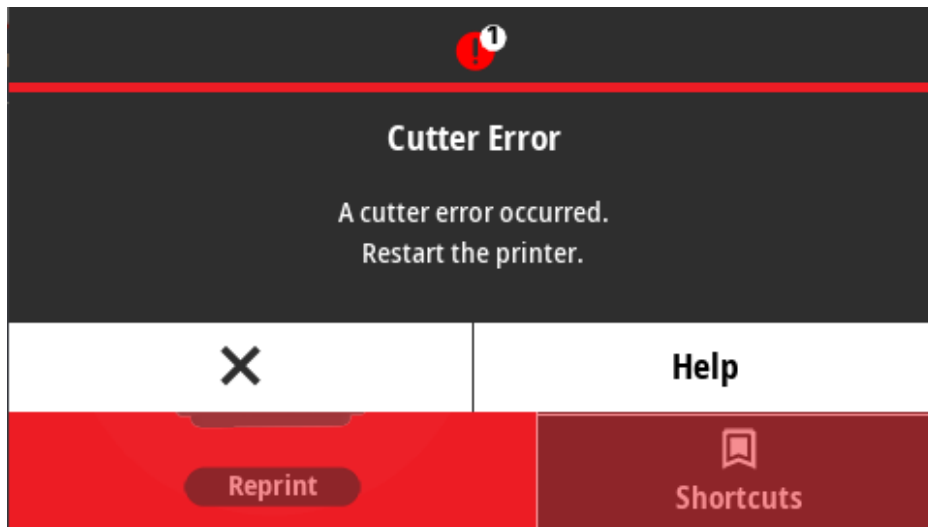 1
Cutter Error
A cutter error occurred.
Restart the printer.
Help
Reprint
Shortcuts